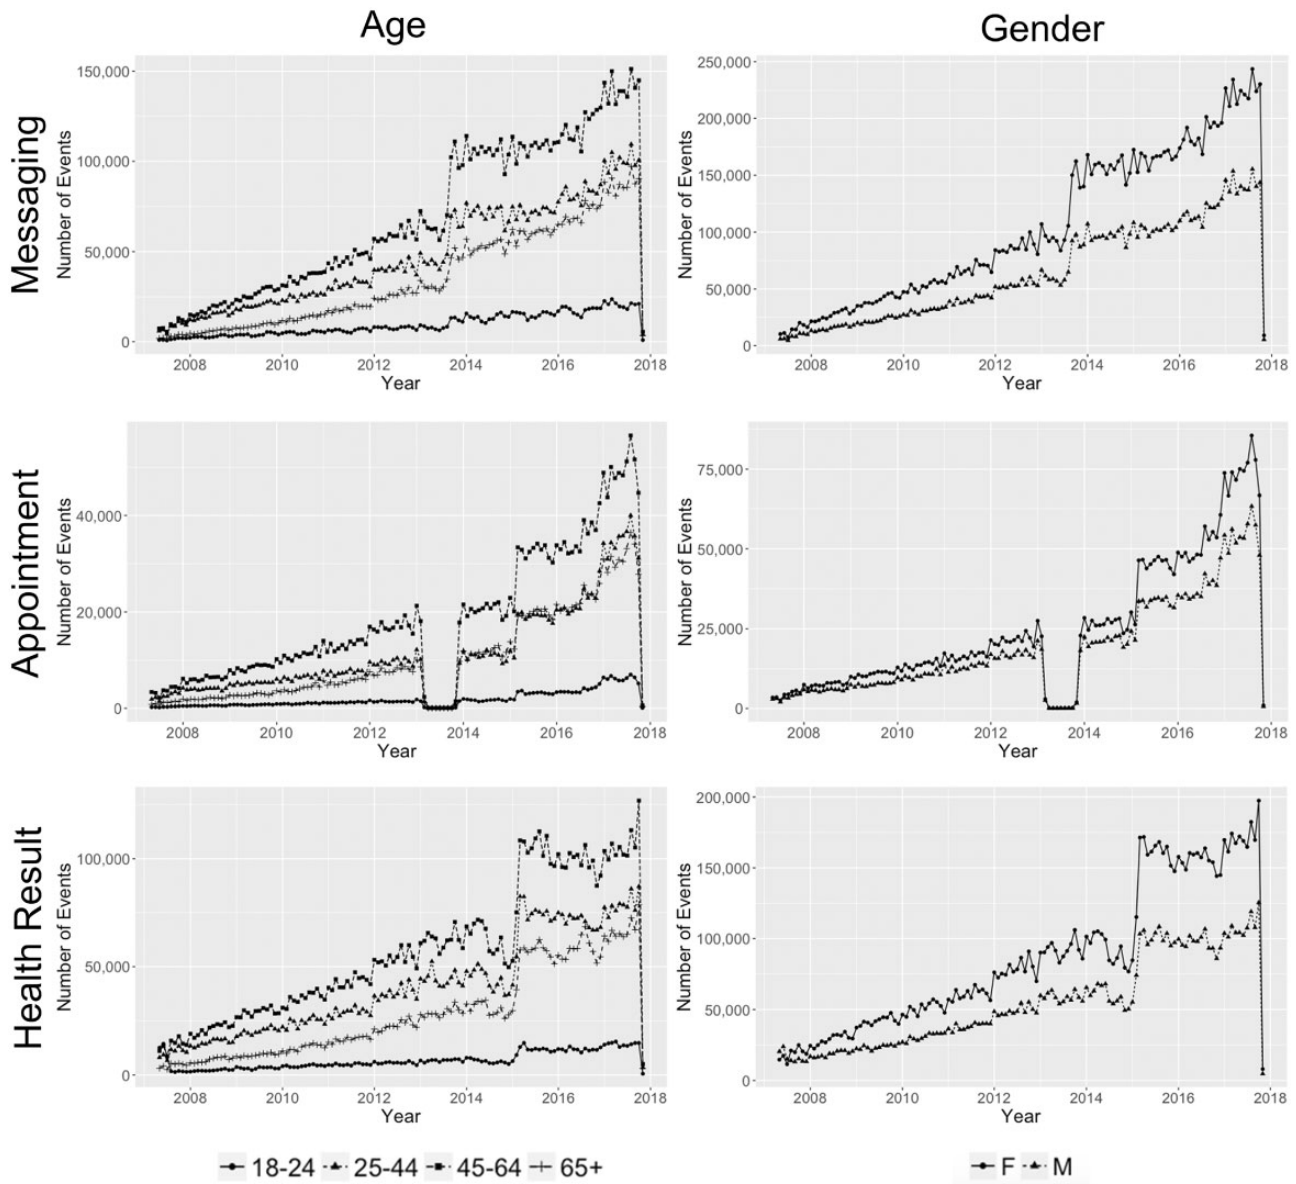 Age
Gender
Messaging
Number of Events
150,000
100,000
50,000
0
2008 2010 2012 2014 2016 2018
Year
Number of Events
250,000
200,000
150,000
100,000
50,000
0
2008 2010 2012 2014 2016 2018
Year
Appointment
Number of Events
40,000
20,000
0
2008 2010 2012 2014 2016 2018
Year
Number of Events
75,000
50,000
25,000
0
2008 2010 2012 2014 2016 2018
Year
Health Result
Number of Events
100,000
50,000
0
2008 2010 2012 2014 2016 2018
Year
Number of Events
200,000
150,000
100,000
50,000
0
2008 2010 2012 2014 2016 2018
Year
18-24 25-44 45-64 65+
F M